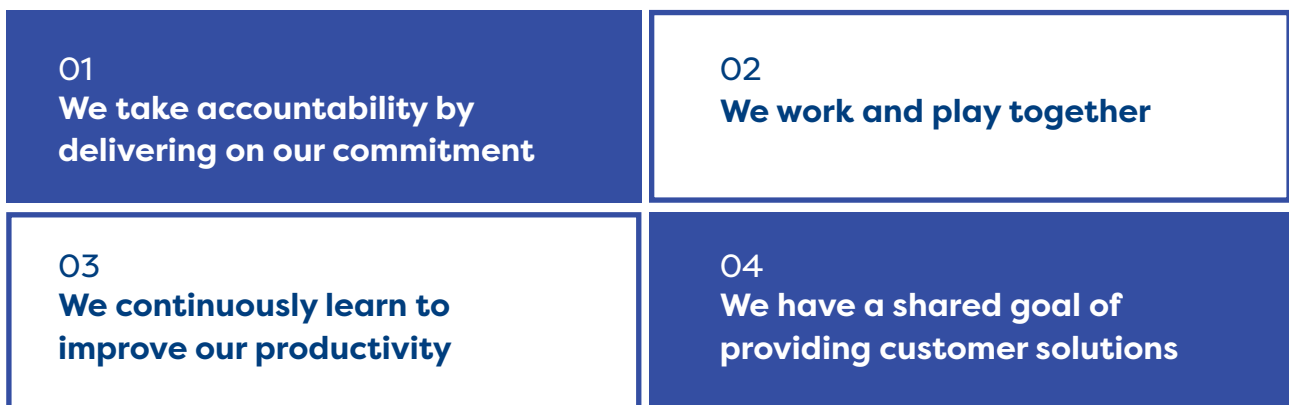 01
We take accountability by
delivering on our commitment
02
We work and play together
03
We continuously learn to
improve our productivity
04
We have a shared goal of
providing customer solutions